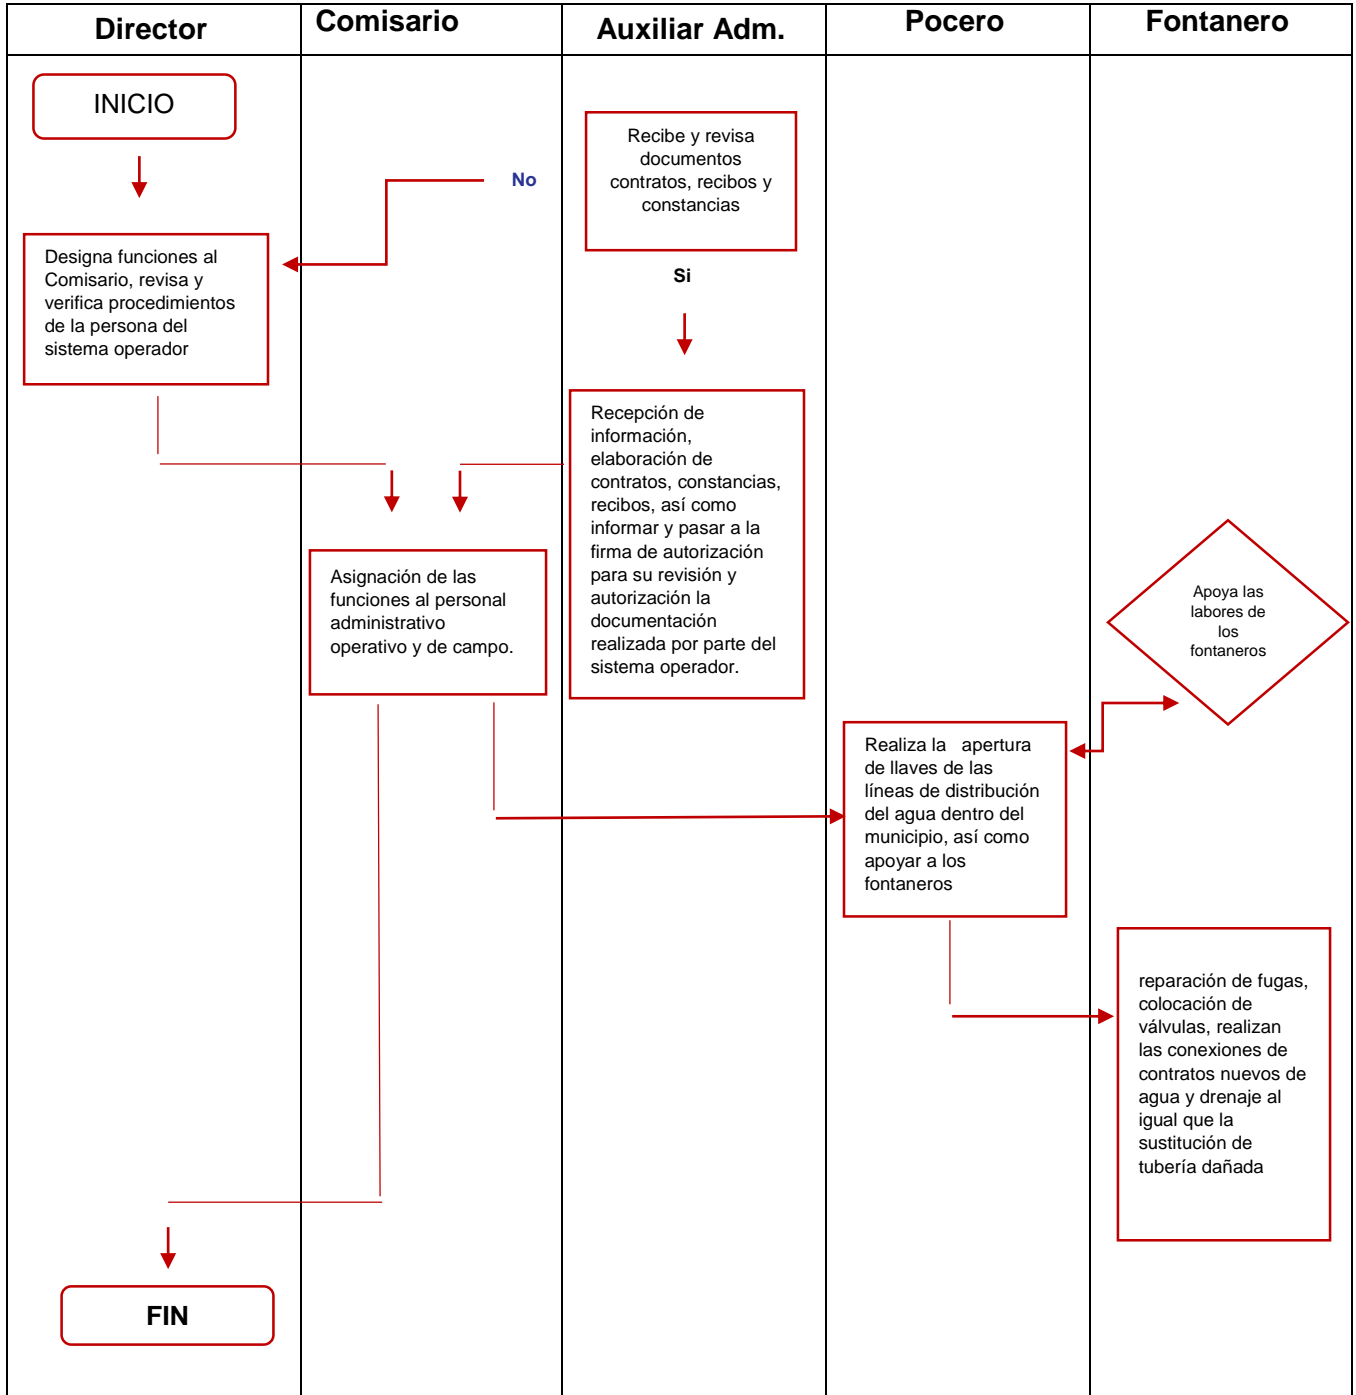 Director
Comisario
Auxiliar Adm.
Pocero
Fontanero
INICIO
Designa funciones al
Comisario, revisa y
verifica procedimientos
de la persona del
sistema operador
No
Recibe y revisa
documentos
contratos, recibos y
constancias
Si
Recepción de
información,
elaboración de
contratos, constancias,
recibos, así como
informar y pasar a la
firma de autorización
para su revisión y
autorización la
documentación
realizada por parte del
sistema operador.
Asignación de las
funciones al personal
administrativo
operativo y de campo.
Apoya las
labores de
los
fontaneros
Realiza la apertura
de llaves de las
líneas de distribución
del agua dentro del
municipio, así como
apoyar a los
fontaneros
reparación de fugas,
colocación de
válvulas, realizan
las conexiones de
contratos nuevos de
agua y drenaje al
igual que la
sustitución de
tubería dañada
FIN